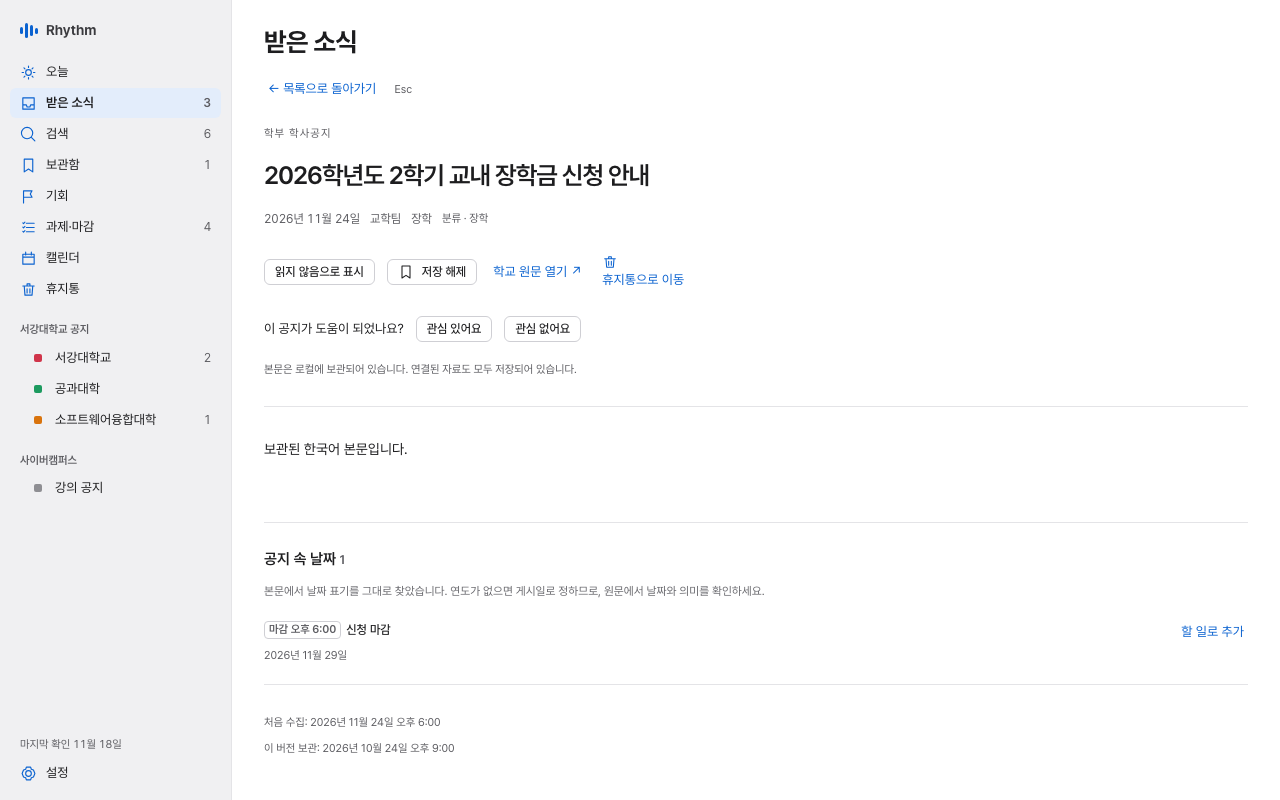 Rhythm
오늘
받은 소식 3
검색 6
보관함 1
기회
과제·마감 4
캘린더
휴지통
서강대학교 공지
서강대학교 2
공과대학
소프트웨어융합대학 1
사이버캠퍼스
강의 공지
마지막 확인 11월 18일
설정
받은 소식
← 목록으로 돌아가기 Esc
학부 학사공지
2026학년도 2학기 교내 장학금 신청 안내
2026년 11월 24일 교학팀 장학 분류 · 장학
읽지 않음으로 표시 저장 해제 학교 원문 열기 ↗ 휴지통으로 이동
이 공지가 도움이 되었나요? 관심 있어요 관심 없어요
본문은 로컬에 보관되어 있습니다. 연결된 자료도 모두 저장되어 있습니다.
보관된 한국어 본문입니다.
공지 속 날짜 1
본문에서 날짜 표기를 그대로 찾았습니다. 연도가 없으면 게시일로 정하므로, 원문에서 날짜와 의미를 확인하세요.
마감 오후 6:00 신청 마감 할 일로 추가
2026년 11월 29일
처음 수집: 2026년 11월 24일 오후 6:00
이 버전 보관: 2026년 10월 24일 오후 9:00